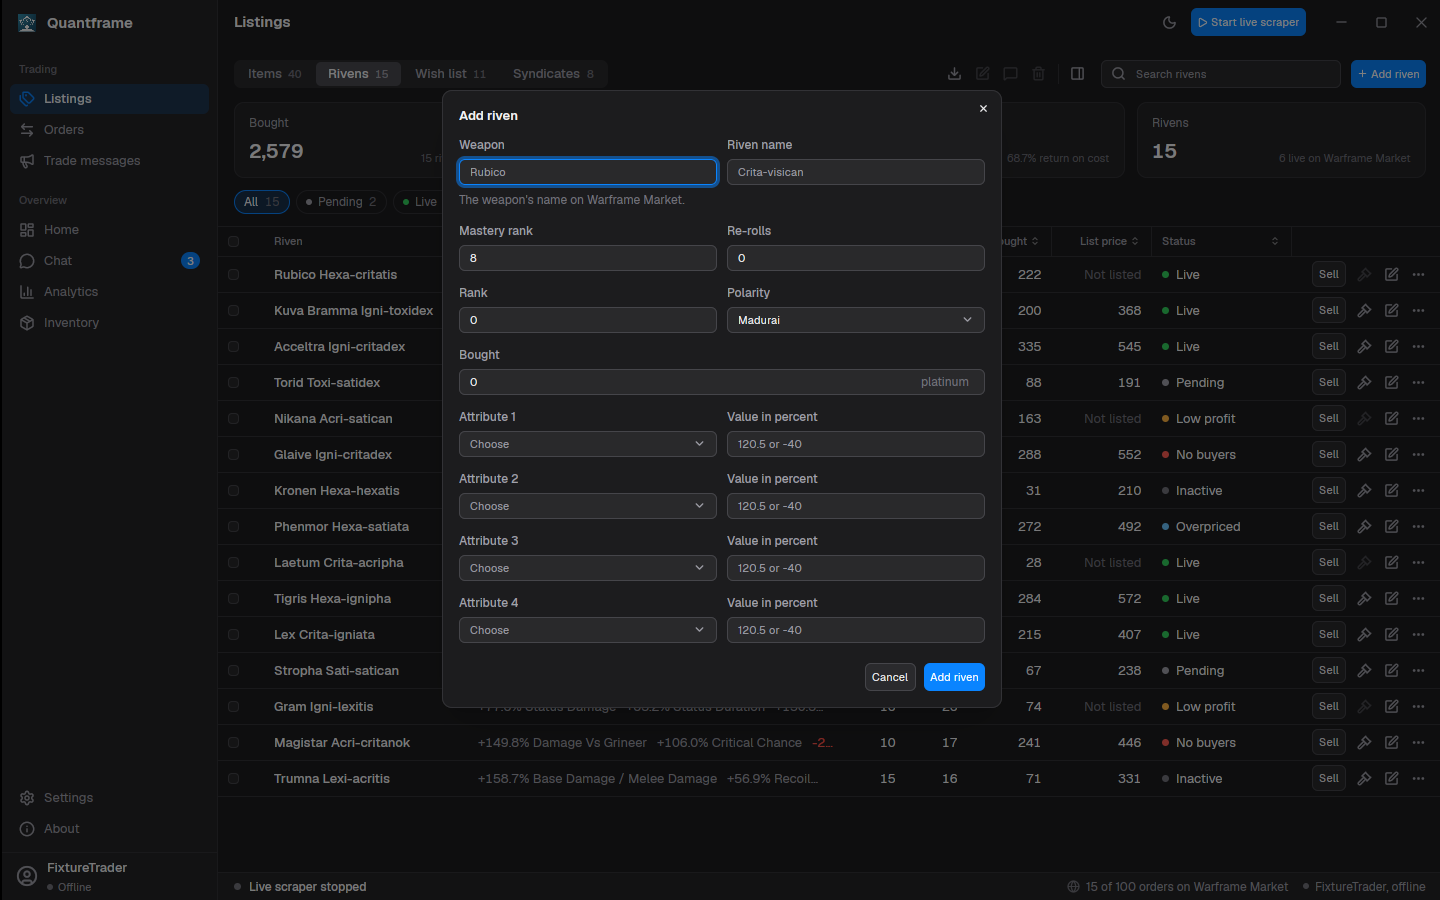 Quantframe
Listings
Start live scraper
Trading
Listings
Orders
Trade messages
Overview
Home
Chat 3
Analytics
Inventory
Settings
About
FixtureTrader
Offline
Items 40
Rivens 15
Wish list 11
Syndicates 8
Search rivens
+ Add riven
Bought
2,579
68.7% return on cost
Rivens
15
6 live on Warframe Market
All 15
Pending 2
Live
Riven
List price
Status
Rubico Hexa-critatis 222 Not listed Live Sell
Kuva Bramma Igni-toxidex 200 368 Live Sell
Acceltra Igni-critadex 335 545 Live Sell
Torid Toxi-satidex 88 191 Pending Sell
Nikana Acri-satican 163 Not listed Low profit Sell
Glaive Igni-critadex 288 552 No buyers Sell
Kronen Hexa-hexatis 31 210 Inactive Sell
Phenmor Hexa-satiata 272 492 Overpriced Sell
Laetum Crita-acripha 28 Not listed Live Sell
Tigris Hexa-ignipha 284 572 Live Sell
Lex Crita-igniata 215 407 Live Sell
Stropha Sati-satican 67 238 Pending Sell
Gram Igni-lexitis 74 Not listed Low profit Sell
Magistar Acri-critanok +149.8% Damage Vs Grineer +106.0% Critical Chance -2... 10 17 241 446 No buyers Sell
Trumna Lexi-acritis +158.7% Base Damage / Melee Damage +56.9% Recoil... 15 16 71 331 Inactive Sell
Add riven
Weapon
Riven name
Rubico
Crita-visican
The weapon's name on Warframe Market.
Mastery rank
Re-rolls
8
0
Rank
Polarity
0
Madurai
Bought
0 platinum
Attribute 1
Value in percent
Choose
120.5 or -40
Attribute 2
Value in percent
Choose
120.5 or -40
Attribute 3
Value in percent
Choose
120.5 or -40
Attribute 4
Value in percent
Choose
120.5 or -40
Cancel
Add riven
Live scraper stopped
15 of 100 orders on Warframe Market
FixtureTrader, offline